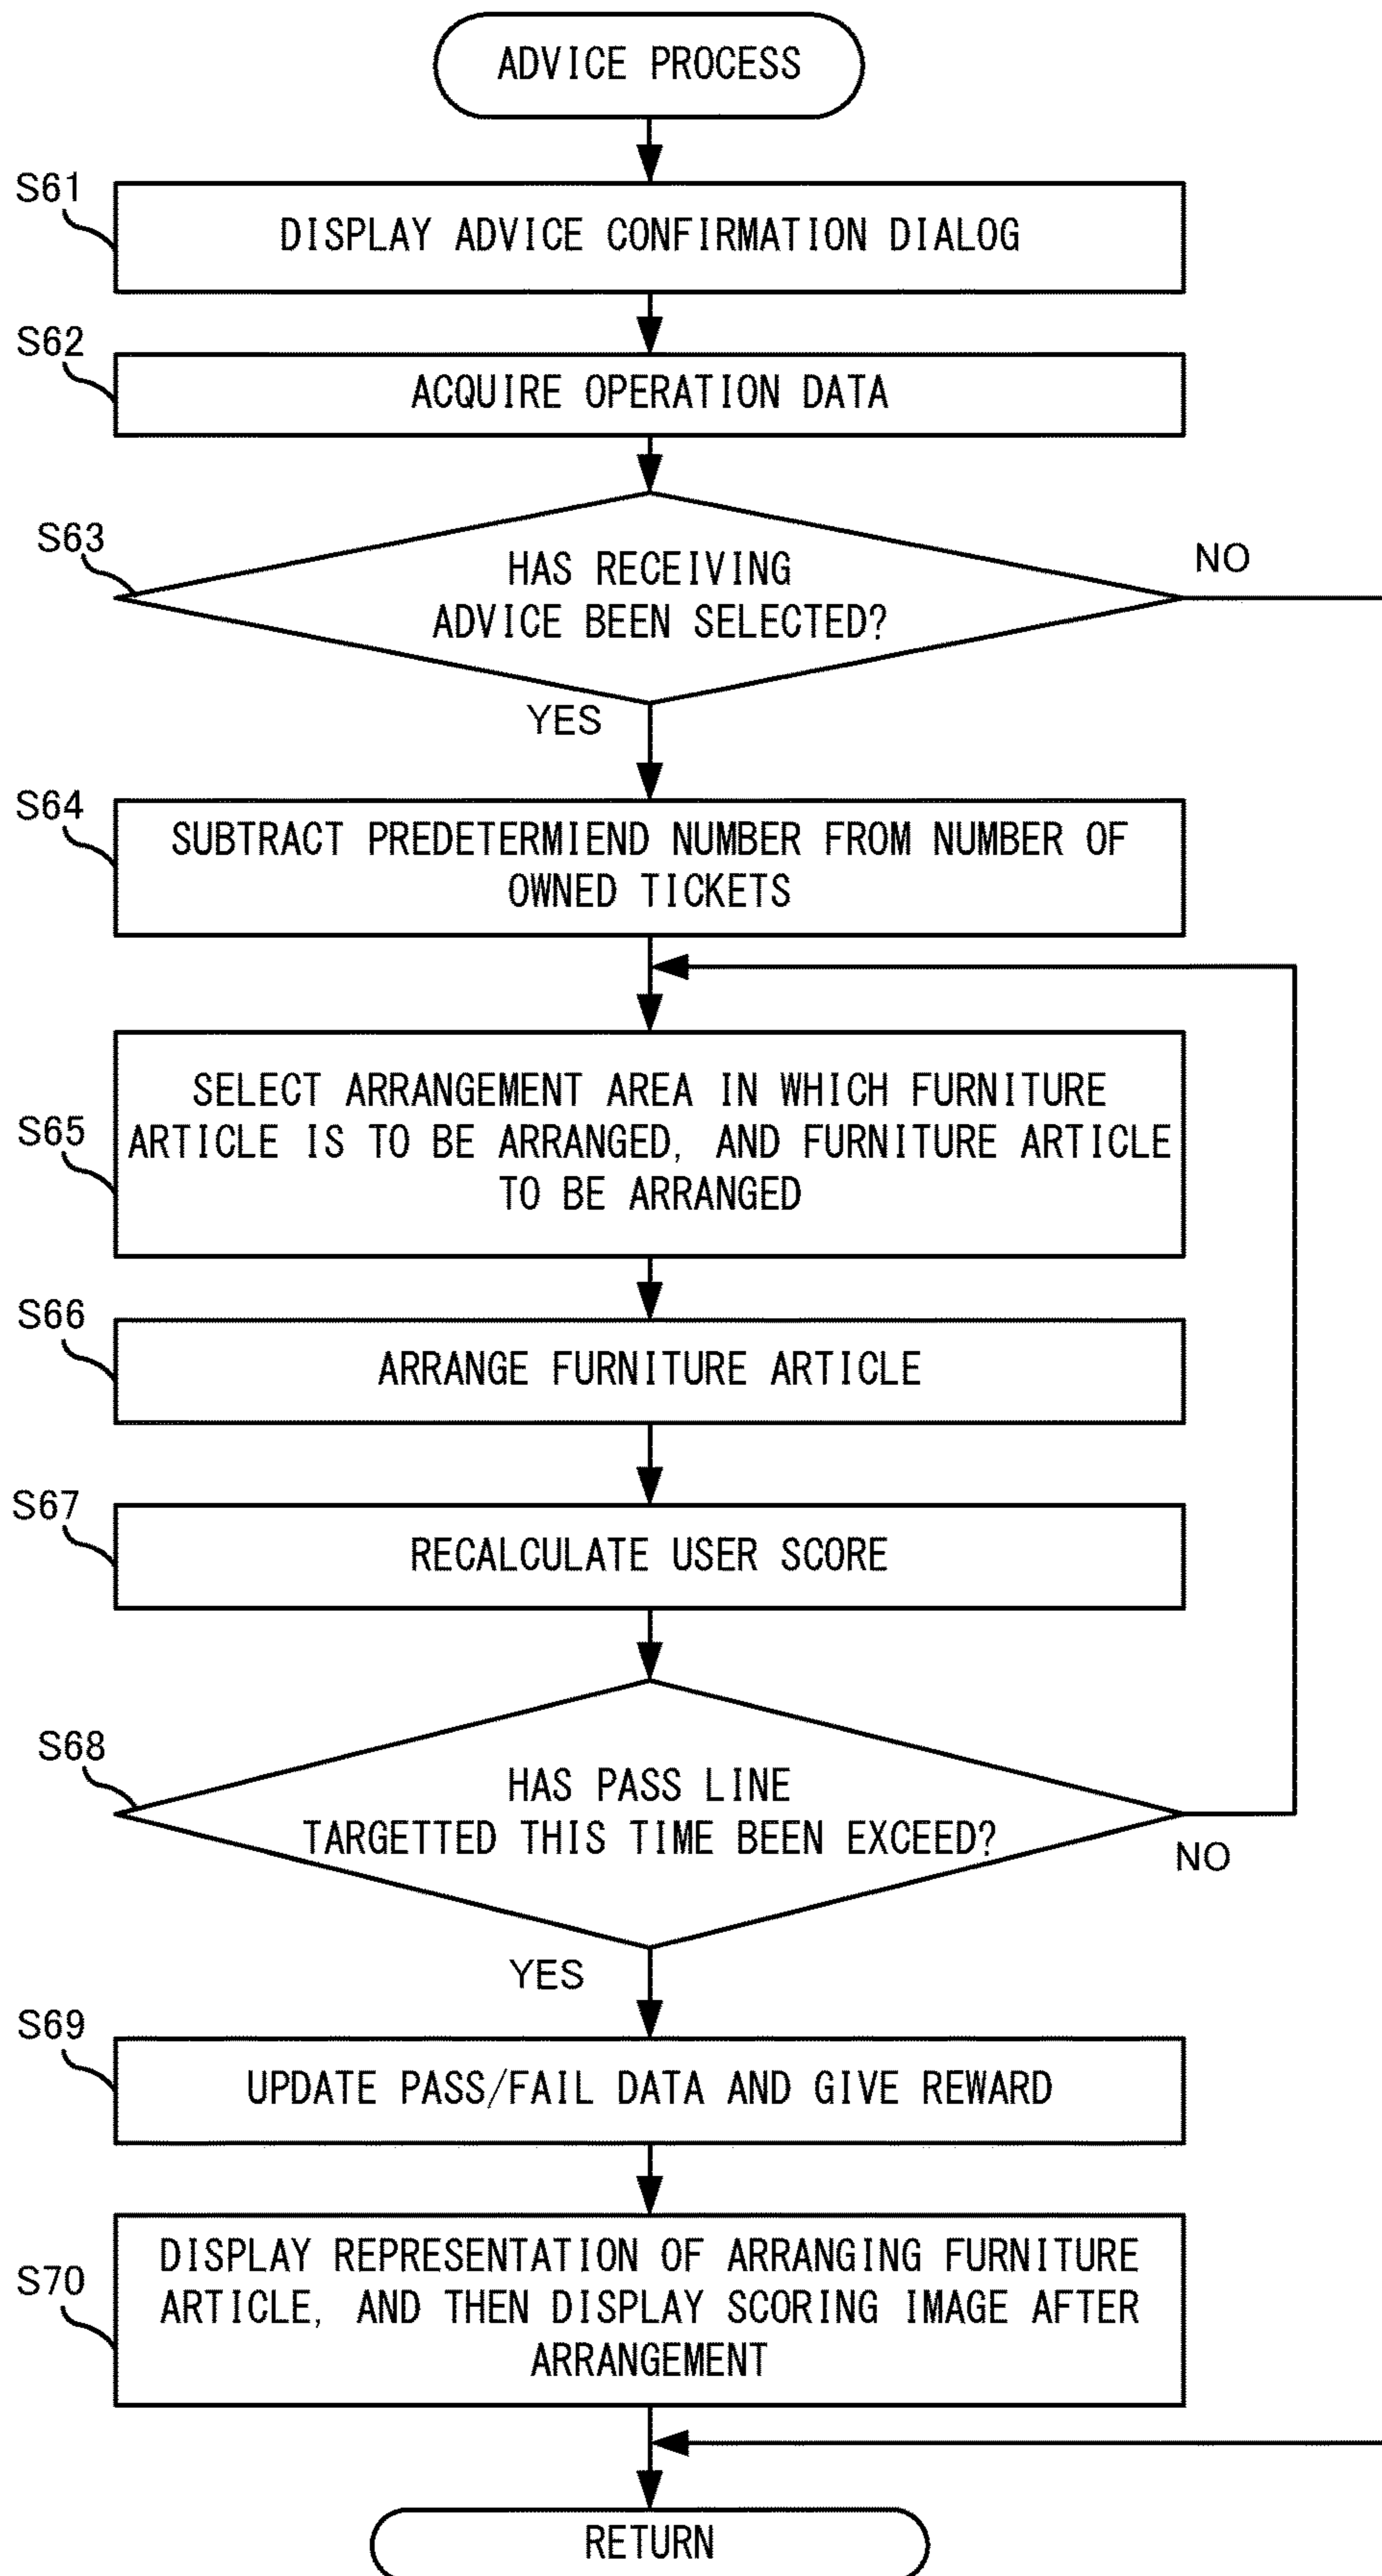 ADVICE PROCESS
S61
DISPLAY ADVICE CONFIRMATION DIALOG
S62
ACQUIRE OPERATION DATA
S63
HAS RECEIVING
ADVICE BEEN SELECTED?
NO
YES
S64
SUBTRACT PREDETERMIEND NUMBER FROM NUMBER OF
OWNED TICKETS
S65
SELECT ARRANGEMENT AREA IN WHICH FURNITURE
ARTICLE IS TO BE ARRANGED, AND FURNITURE ARTICLE
TO BE ARRANGED
S66
ARRANGE FURNITURE ARTICLE
S67
RECALCULATE USER SCORE
S68
HAS PASS LINE
TARGETTED THIS TIME BEEN EXCEED?
NO
YES
S69
UPDATE PASS/FAIL DATA AND GIVE REWARD
S70
DISPLAY REPRESENTATION OF ARRANGING FURNITURE
ARTICLE, AND THEN DISPLAY SCORING IMAGE AFTER
ARRANGEMENT
RETURN